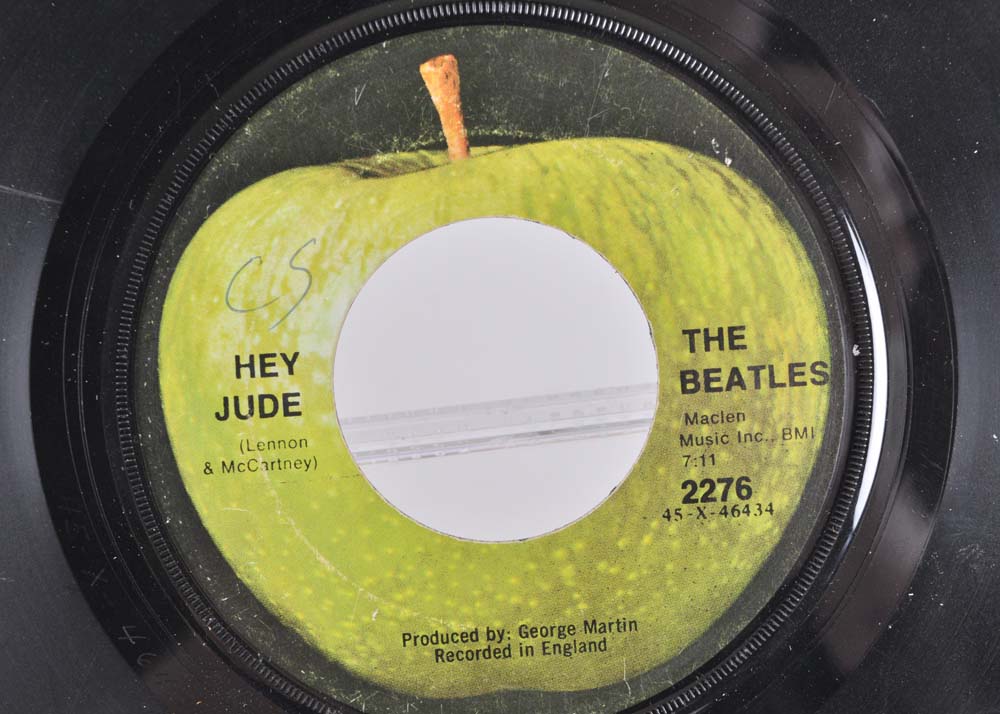 CS
HEY
JUDE
(Lennon
& McCartney)
THE
BEATLES
Maclen
Music Inc., BMI
7:11
2276
45-X-46434
Produced by: George Martin
Recorded in England